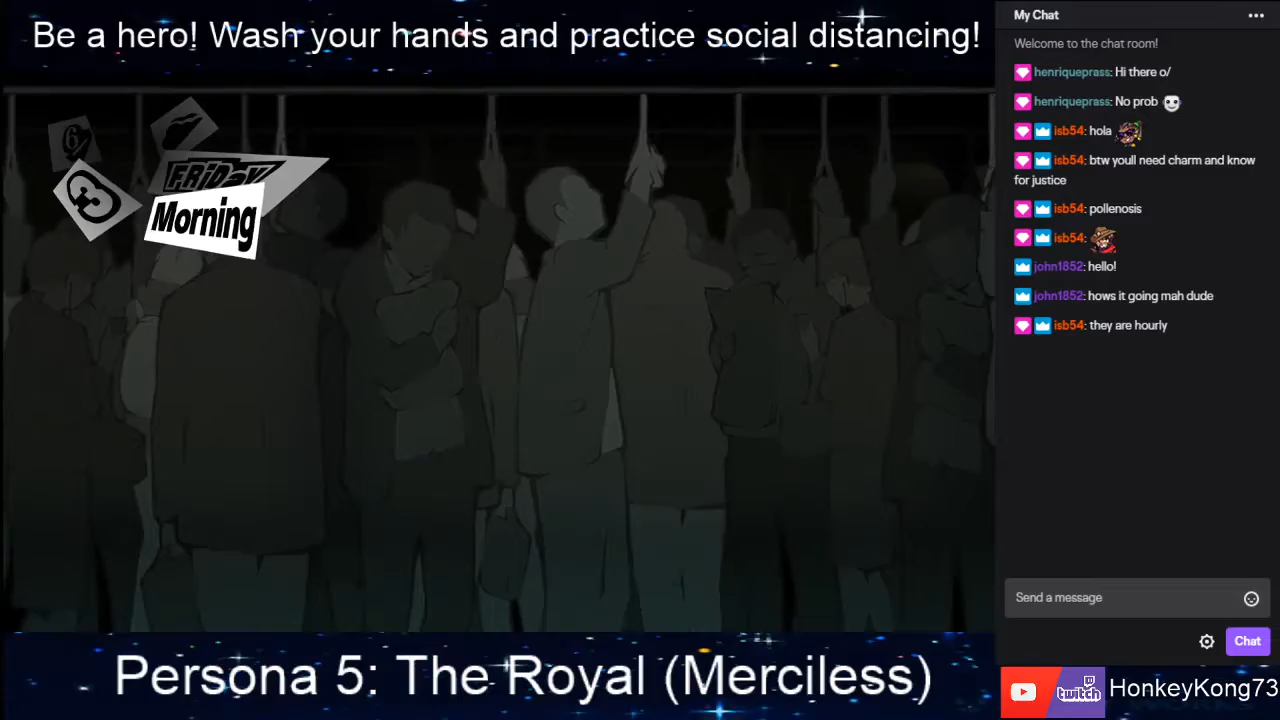 Be a hero! Wash your hands and practice social distancing!
6
3
FRiDAY
Morning
My Chat
Welcome to the chat room!
henriqueprass: Hi there o/
henriqueprass: No prob
isb54: hola
isb54: btw youll need charm and know
for justice
isb54: pollenosis
isb54:
john1852: hello!
john1852: hows it going mah dude
isb54: they are hourly
Send a message
Chat
Persona 5: The Royal (Merciless)
twitch
HonkeyKong73